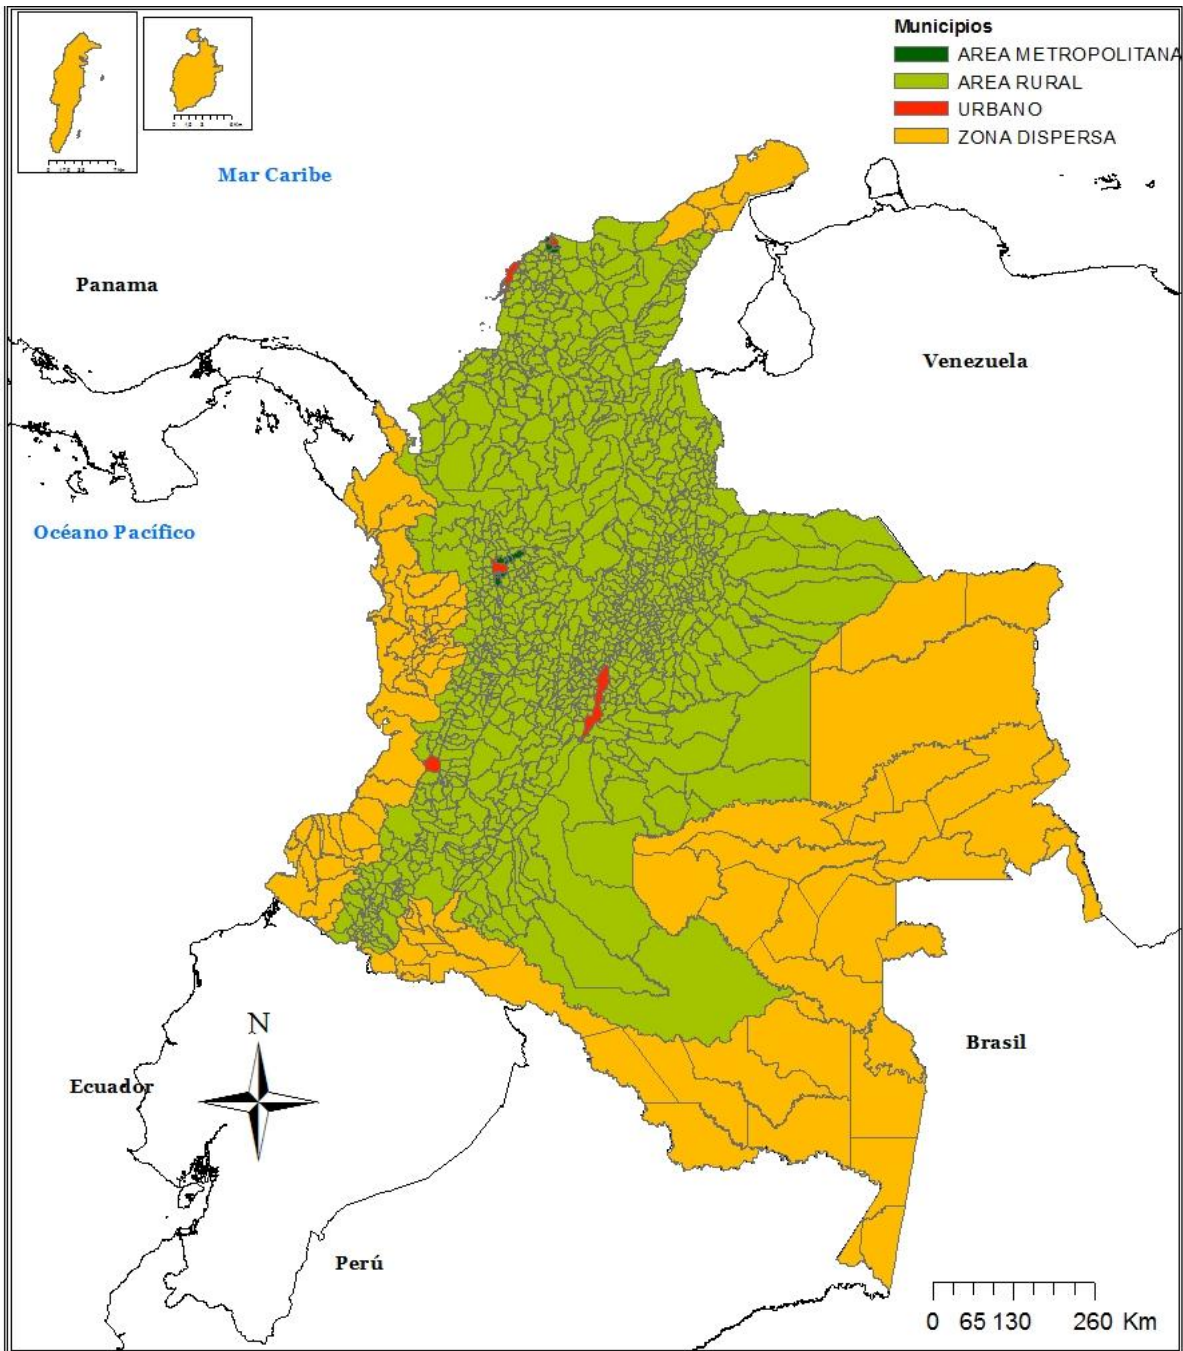 Municipios
AREA METROPOLITANA
AREA RURAL
URBANO
ZONA DISPERSA
Mar Caribe
Panama
Venezuela
Océano Pacífico
N
Brasil
Ecuador
Perú
0 65 130 260 Km